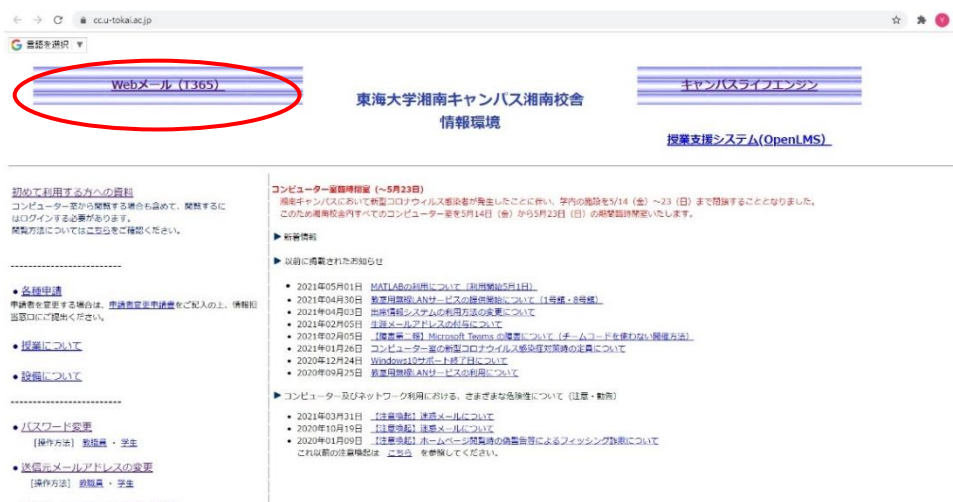 cc.u-tokai.ac.jp
Y
G 言語を選択 ▼
Webメール (T365)
東海大学湘南キャンパス湘南校舎
情報環境
キャンパスライフエンジン
授業支援システム(OpenLMS)
初めて利用する方への資料
コンピューター室から閲覧する場合も含めて、閲覧するに
はログインする必要があります。
閲覧方法についてはこちらをご確認ください。
-------------------------
● 各種申請
申請者を変更する場合は、申請者変更申請書をご記入の上、情報担
当窓口にご提出ください。
● 授業について
● 設備について
-------------------------
● パスワード変更
[操作方法] 教職員 ・ 学生
● 送信元メールアドレスの変更
[操作方法] 教職員 ・ 学生
コンピューター室臨時閉室 (～5月23日)
湘南キャンパスにおいて新型コロナウィルス感染者が発生したことに伴い、学内の施設を5/14（金）～23（日）まで閉鎖することとなりました。
このため湘南校舎内すべてのコンピューター室を5月14日（金）から5月23日（日）の期間臨時閉室いたします。
▶ 新着情報
▶ 以前に掲載されたお知らせ
• 2021年05月01日 MATLABの利用について（利用開始5月1日）
• 2021年04月30日 教室用無線LANサービスの提供開始について（1号館・8号館）
• 2021年04月03日 出席情報システムの利用方法の変更について
• 2021年02月05日 生涯メールアドレスの付与について
• 2021年02月05日 【障害第二報】Microsoft Teams の障害について（チームコードを使わない開催方法）
• 2021年01月26日 コンピューター室の新型コロナウイルス感染症対策時の定員について
• 2020年12月24日 Windows10サポート終了日について
• 2020年09月25日 教室用無線LANサービスの利用について
▶ コンピューター及びネットワーク利用における、さまざまな危険性について（注意・勧告）
• 2021年03月31日 【注意喚起】迷惑メールについて
• 2020年10月19日 【注意喚起】迷惑メールについて
• 2020年01月09日 【注意喚起】ホームページ閲覧時の偽警告等によるフィッシング詐欺について
これ以前の注意喚起は こちら を参照してください。